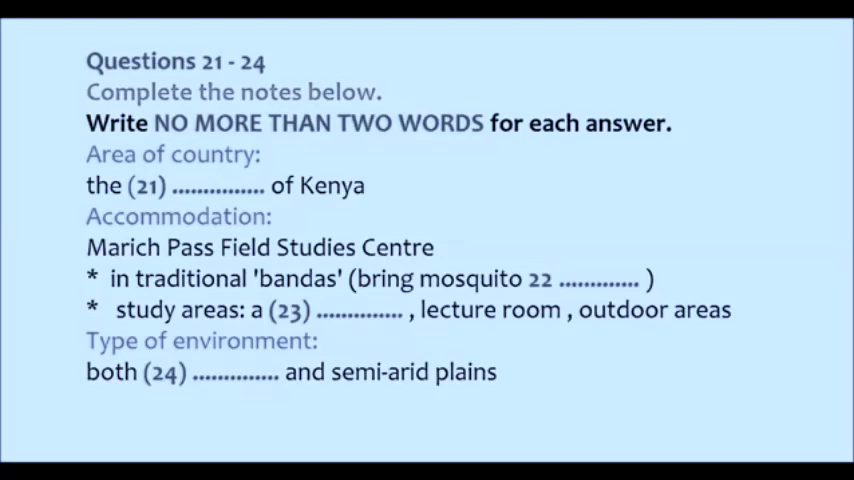 Questions 21 - 24
Complete the notes below.
Write NO MORE THAN TWO WORDS for each answer.
Area of country:
the (21) ............... of Kenya
Accommodation:
Marich Pass Field Studies Centre
* in traditional 'bandas' (bring mosquito 22 ............. )
* study areas: a (23) .............. , lecture room , outdoor areas
Type of environment:
both (24) .............. and semi-arid plains